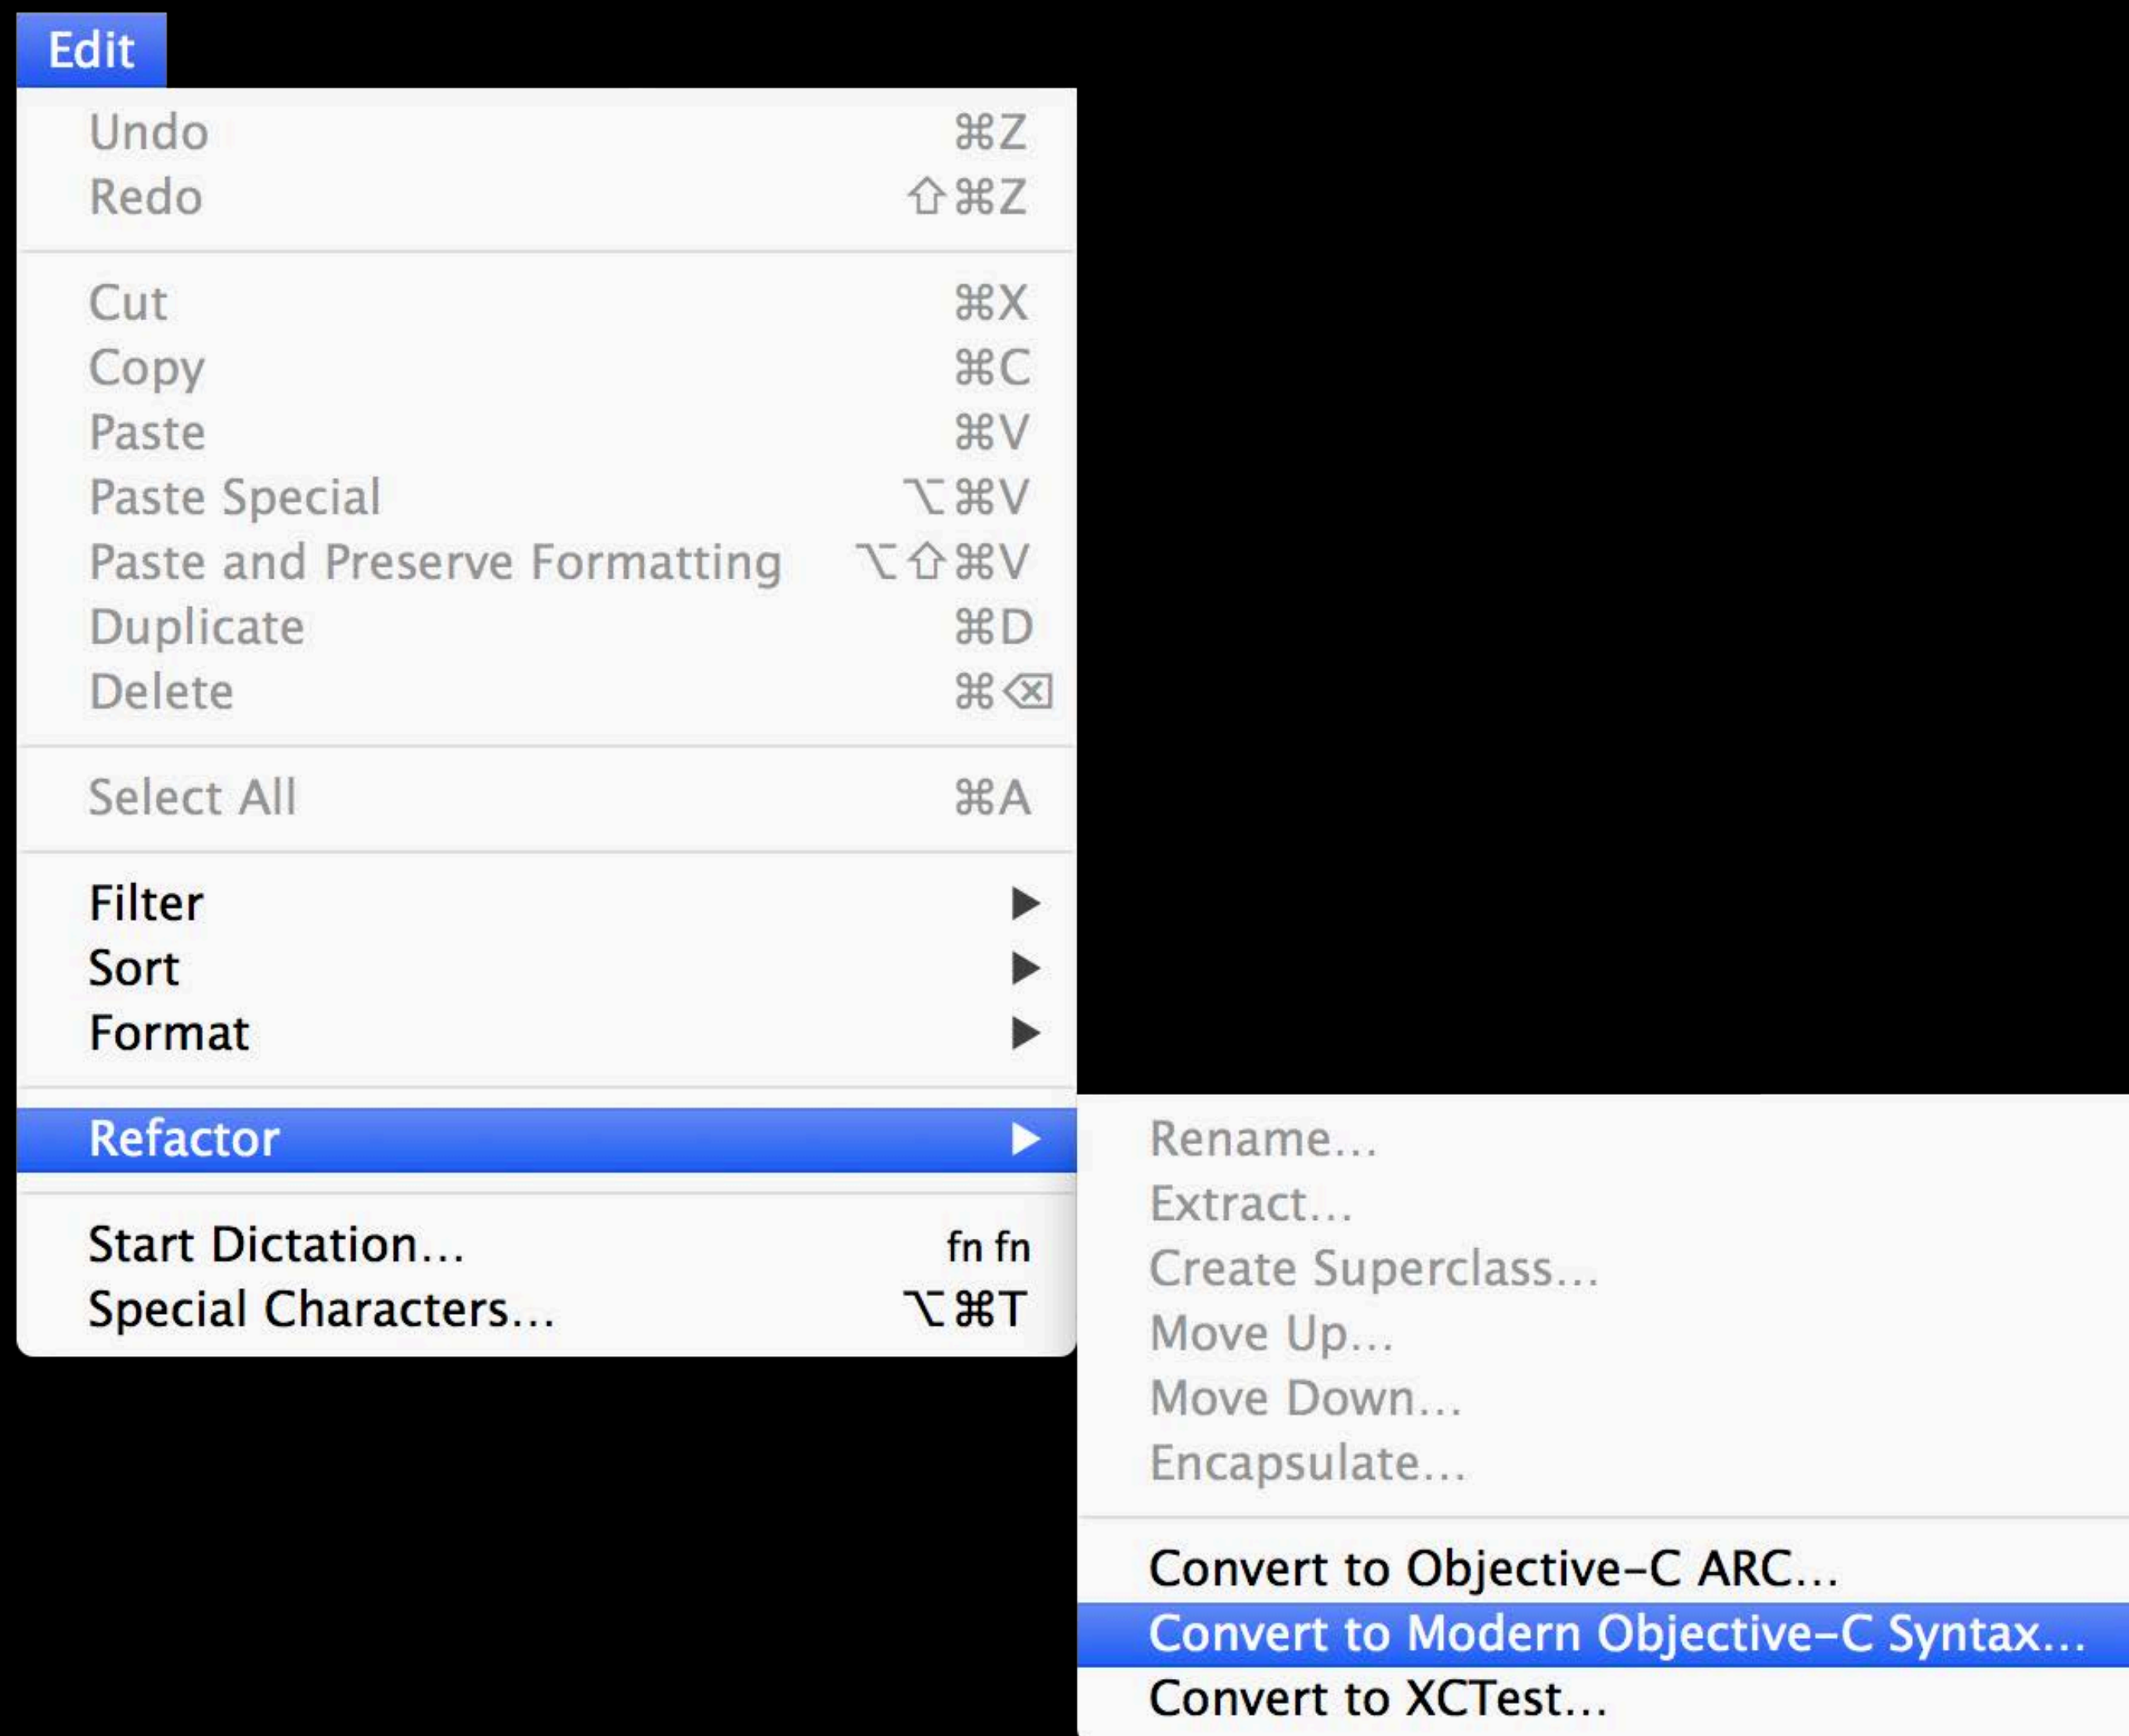 Edit
Undo ⌘Z
Redo ⇧⌘Z
Cut ⌘X
Copy ⌘C
Paste ⌘V
Paste Special ⌥⌘V
Paste and Preserve Formatting ⌥⇧⌘V
Duplicate ⌘D
Delete ⌘⌫
Select All ⌘A
Filter ▶
Sort ▶
Format ▶
Refactor ▶
Start Dictation... fn fn
Special Characters... ⌥⌘T
Rename...
Extract...
Create Superclass...
Move Up...
Move Down...
Encapsulate...
Convert to Objective-C ARC...
Convert to Modern Objective-C Syntax...
Convert to XCTest...